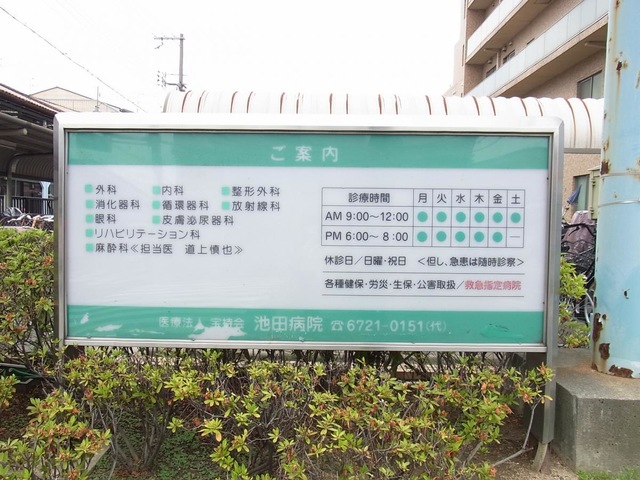 ご案内
外科 内科 整形外科
消化器科 循環器科 放射線科
眼科 皮膚泌尿器科
リハビリテーション科
麻酔科≪担当医 道上慎也≫
診療時間 月 火 水 木 金 土
AM 9:00〜12:00 ● ● ● ● ● ●
PM 6:00〜 8:00 ● ● ● ● ● —
休診日/日曜・祝日 <但し、急患は随時診察>
各種健保・労災・生保・公害取扱/救急指定病院
医療法人 宝持会 池田病院 ☎6721-0151(代)